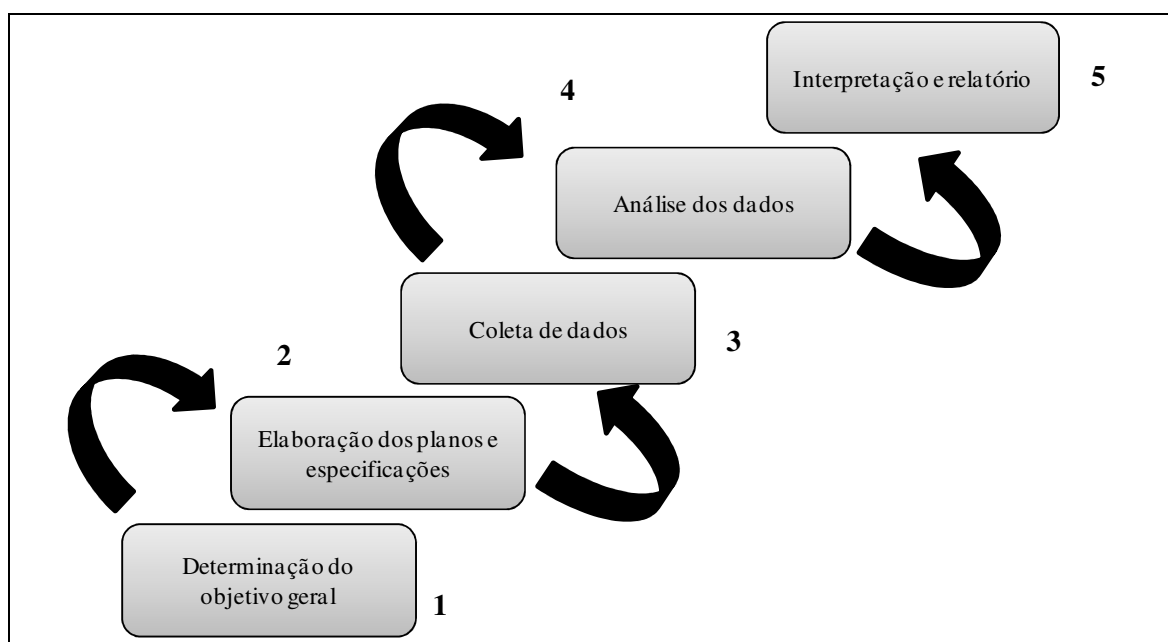 Interpretação e relatório
5
4
Análise dos dados
Coleta de dados
3
2
Elaboração dos planos e
especificações
Determinação do
objetivo geral
1